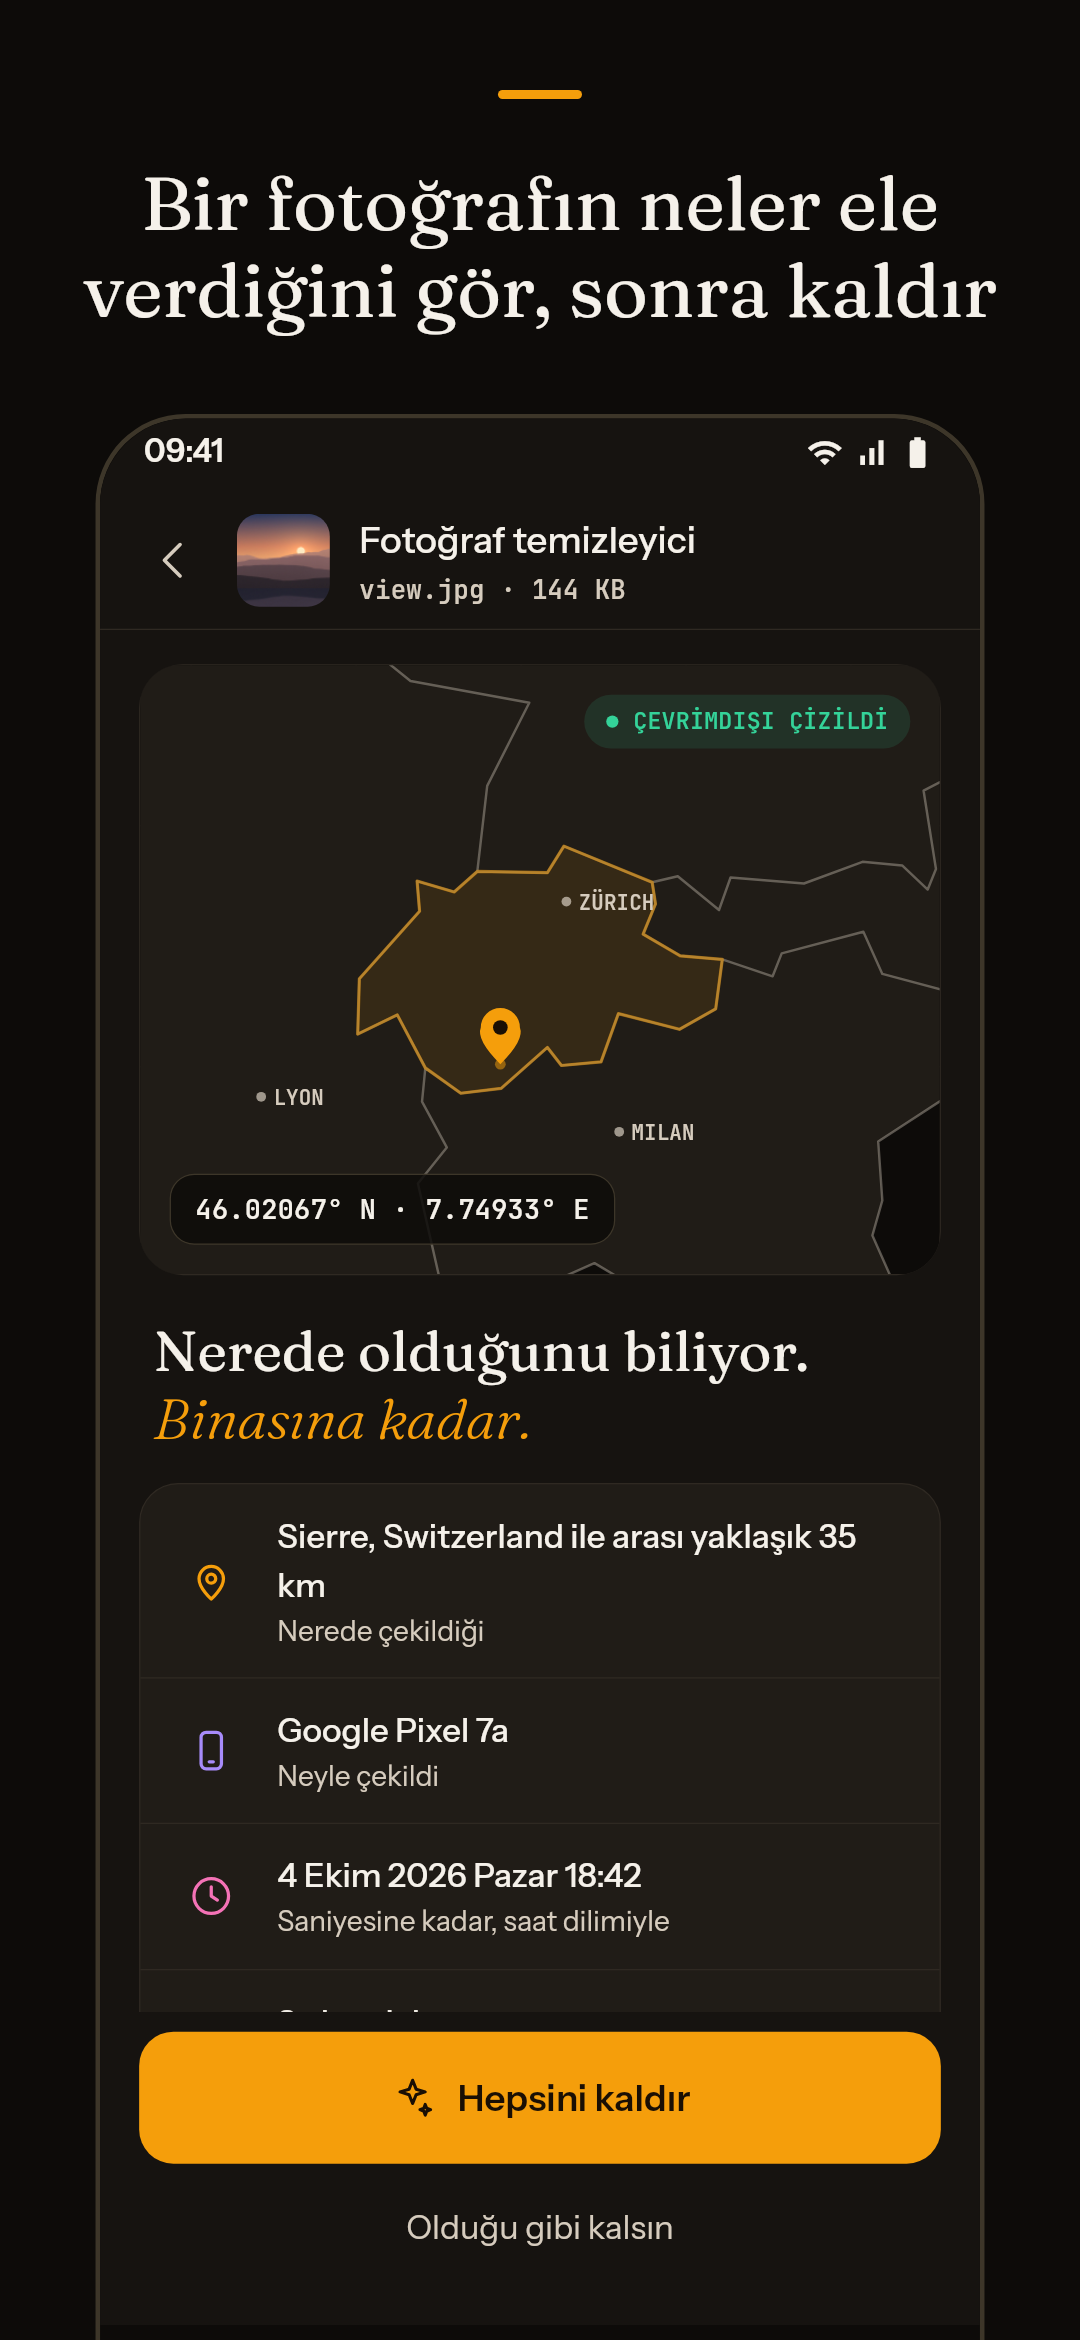 Bir fotoğrafın neler ele
verdiğini gör, sonra kaldır
09:41
Fotoğraf temizleyici
view.jpg · 144 KB
ÇEVRİMDIŞI ÇİZİLDİ
ZÜRICH
LYON
MILAN
46.02067° N · 7.74933° E
Nerede olduğunu biliyor.
Binasına kadar.
Sierre, Switzerland ile arası yaklaşık 35
km
Nerede çekildiği
Google Pixel 7a
Neyle çekildi
4 Ekim 2026 Pazar 18:42
Saniyesine kadar, saat dilimiyle
Hepsini kaldır
Olduğu gibi kalsın